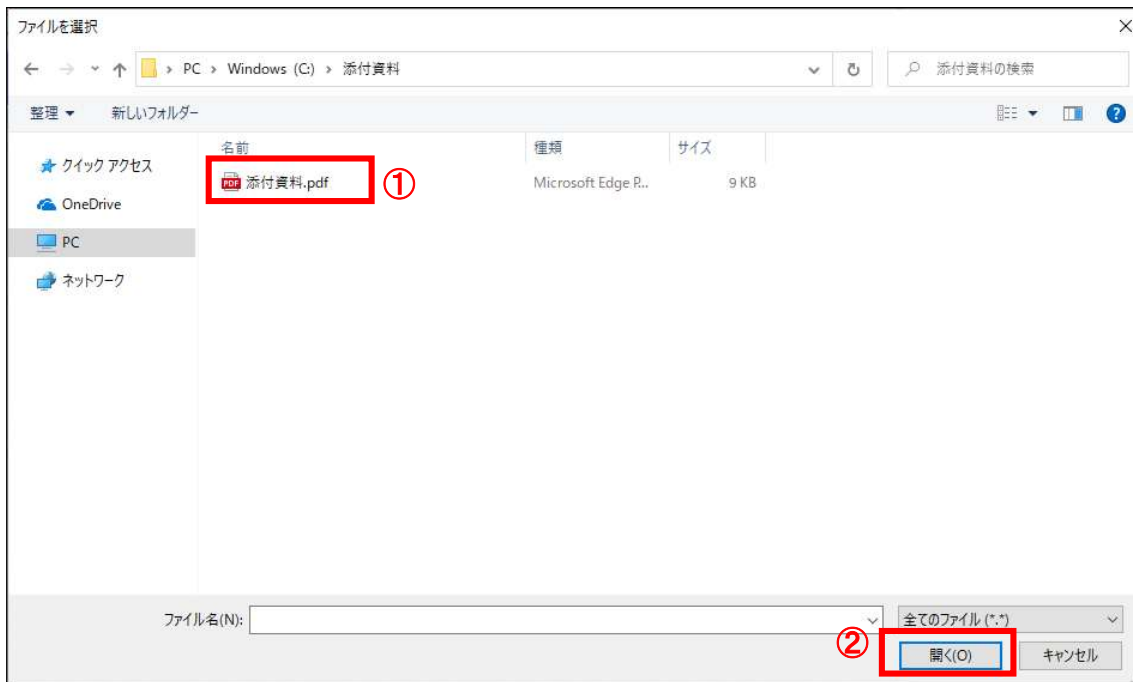 ファイルを選択
PC › Windows (C:) › 添付資料
添付資料の検索
整理
新しいフォルダー
名前 種類 サイズ
クイック アクセス
OneDrive
PC
ネットワーク
PDF 添付資料.pdf Microsoft Edge P... 9 KB
①
ファイル名(N):
全てのファイル (*.*)
②
開く(O) キャンセル